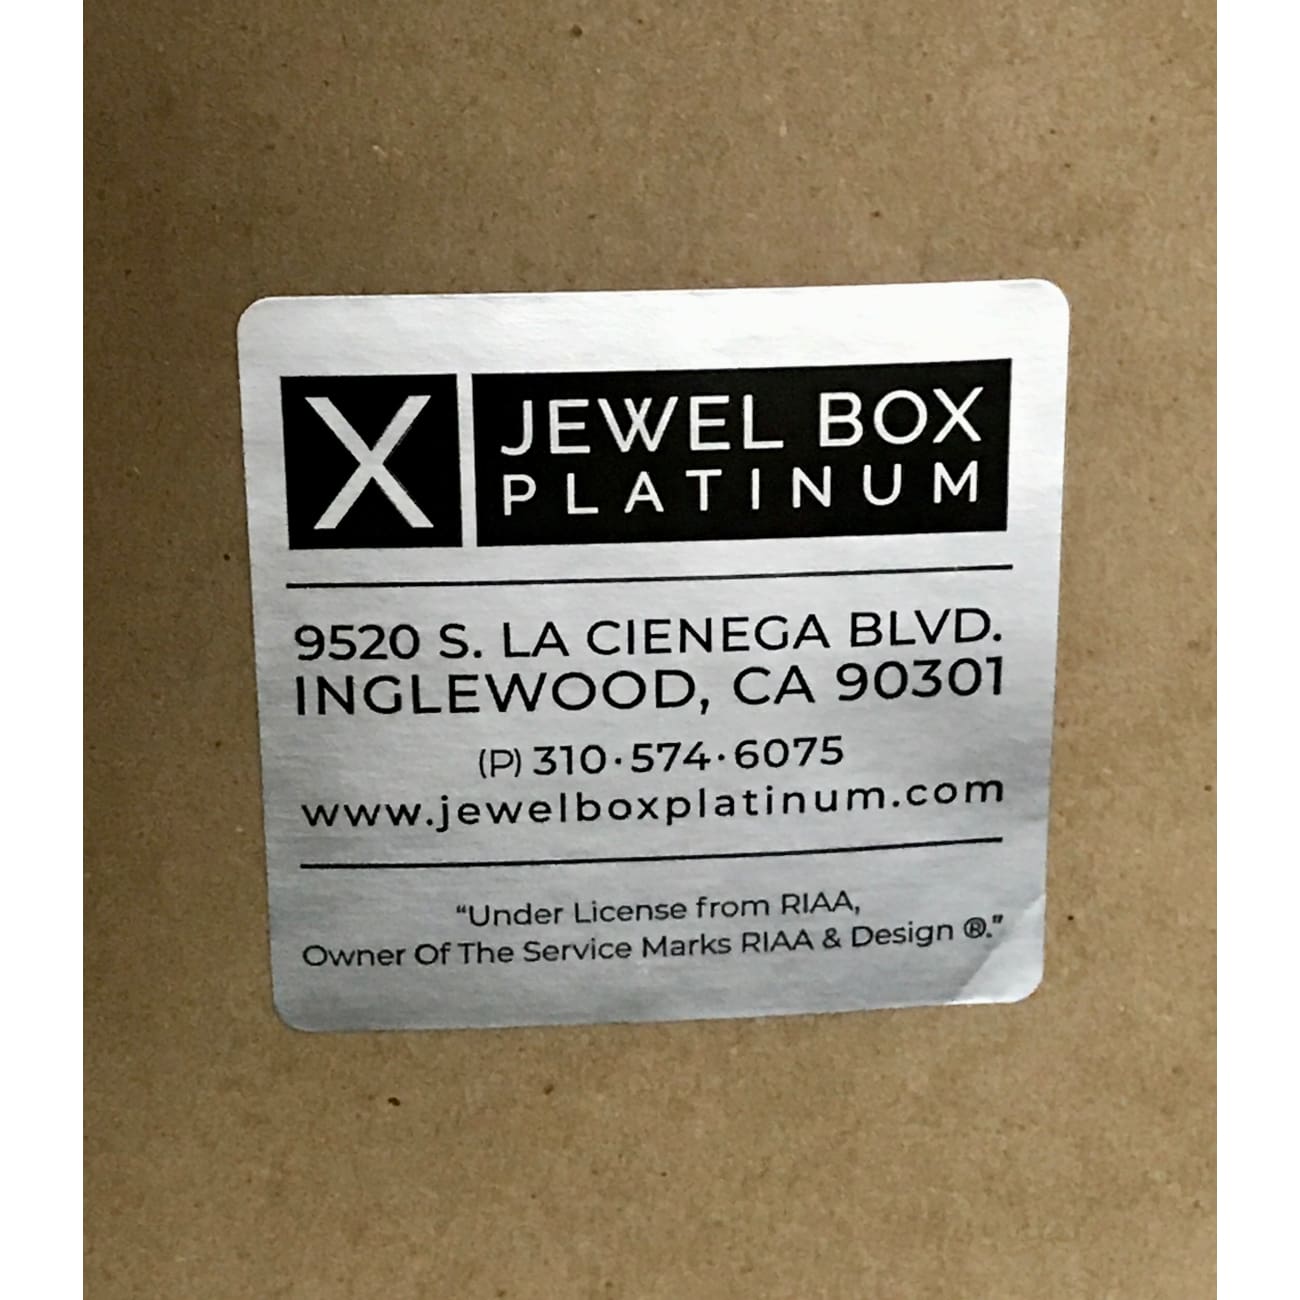 X JEWEL BOX
PLATINUM
9520 S. LA CIENEGA BLVD.
INGLEWOOD, CA 90301
(P) 310·574·6075
www.jewelboxplatinum.com
“Under License from RIAA,
Owner Of The Service Marks RIAA & Design ®.”